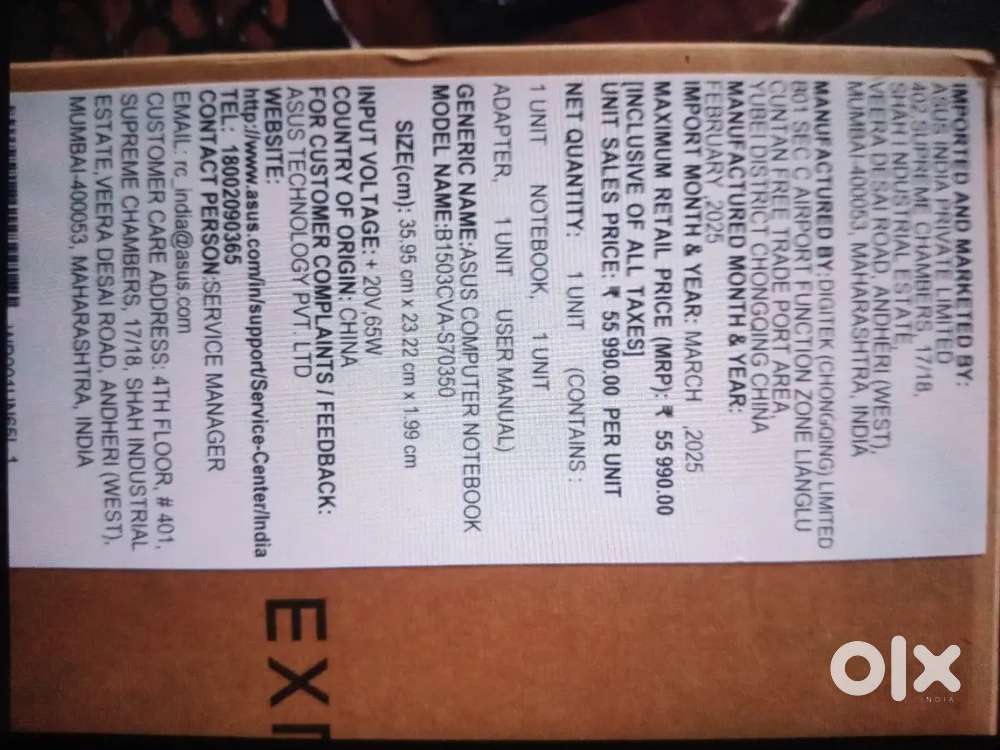 IMPORTED AND MARKETED BY:
ASUS INDIA PRIVATE LIMITED
402, SUPREME CHAMBERS, 17/18,
SHAH INDUSTRIAL ESTATE,
VEERA DESAI ROAD, ANDHERI (WEST),
MUMBAI-400053, MAHARASHTRA, INDIA
MANUFACTURED BY:DIGITEK (CHONGQING) LIMITED
B01 SEC C AIRPORT FUNCTION ZONE LIANGLU
CUNTAN FREE TRADE PORT AREA,
YUBEI DISTRICT CHONGQING CHINA
MANUFACTURED MONTH & YEAR:
FEBRUARY ,2025
IMPORT MONTH & YEAR: MARCH ,2025
MAXIMUM RETAIL PRICE (MRP): ₹ 55 990.00
[INCLUSIVE OF ALL TAXES]
UNIT SALES PRICE: ₹ 55 990.00 PER UNIT
NET QUANTITY: 1 UNIT (CONTAINS :
1 UNIT NOTEBOOK, 1 UNIT
ADAPTER, 1 UNIT USER MANUAL)
GENERIC NAME:ASUS COMPUTER NOTEBOOK
MODEL NAME:B1503CVA-S70350
SIZE(cm): 35.95 cm x 23.22 cm x 1.99 cm
INPUT VOLTAGE: + 20V,65W
COUNTRY OF ORIGIN: CHINA
FOR CUSTOMER COMPLAINTS / FEEDBACK:
ASUS TECHNOLOGY PVT. LTD
WEBSITE:
http://www.asus.com/in/support/Service-Center/India
TEL: 18002090365
CONTACT PERSON:SERVICE MANAGER
EMAIL: rc_india@asus.com
CUSTOMER CARE ADDRESS: 4TH FLOOR, # 401,
SUPREME CHAMBERS, 17/18, SHAH INDUSTRIAL
ESTATE,VEERA DESAI ROAD, ANDHERI (WEST),
MUMBAI-400053, MAHARASHTRA, INDIA
EX
olx
INDIA